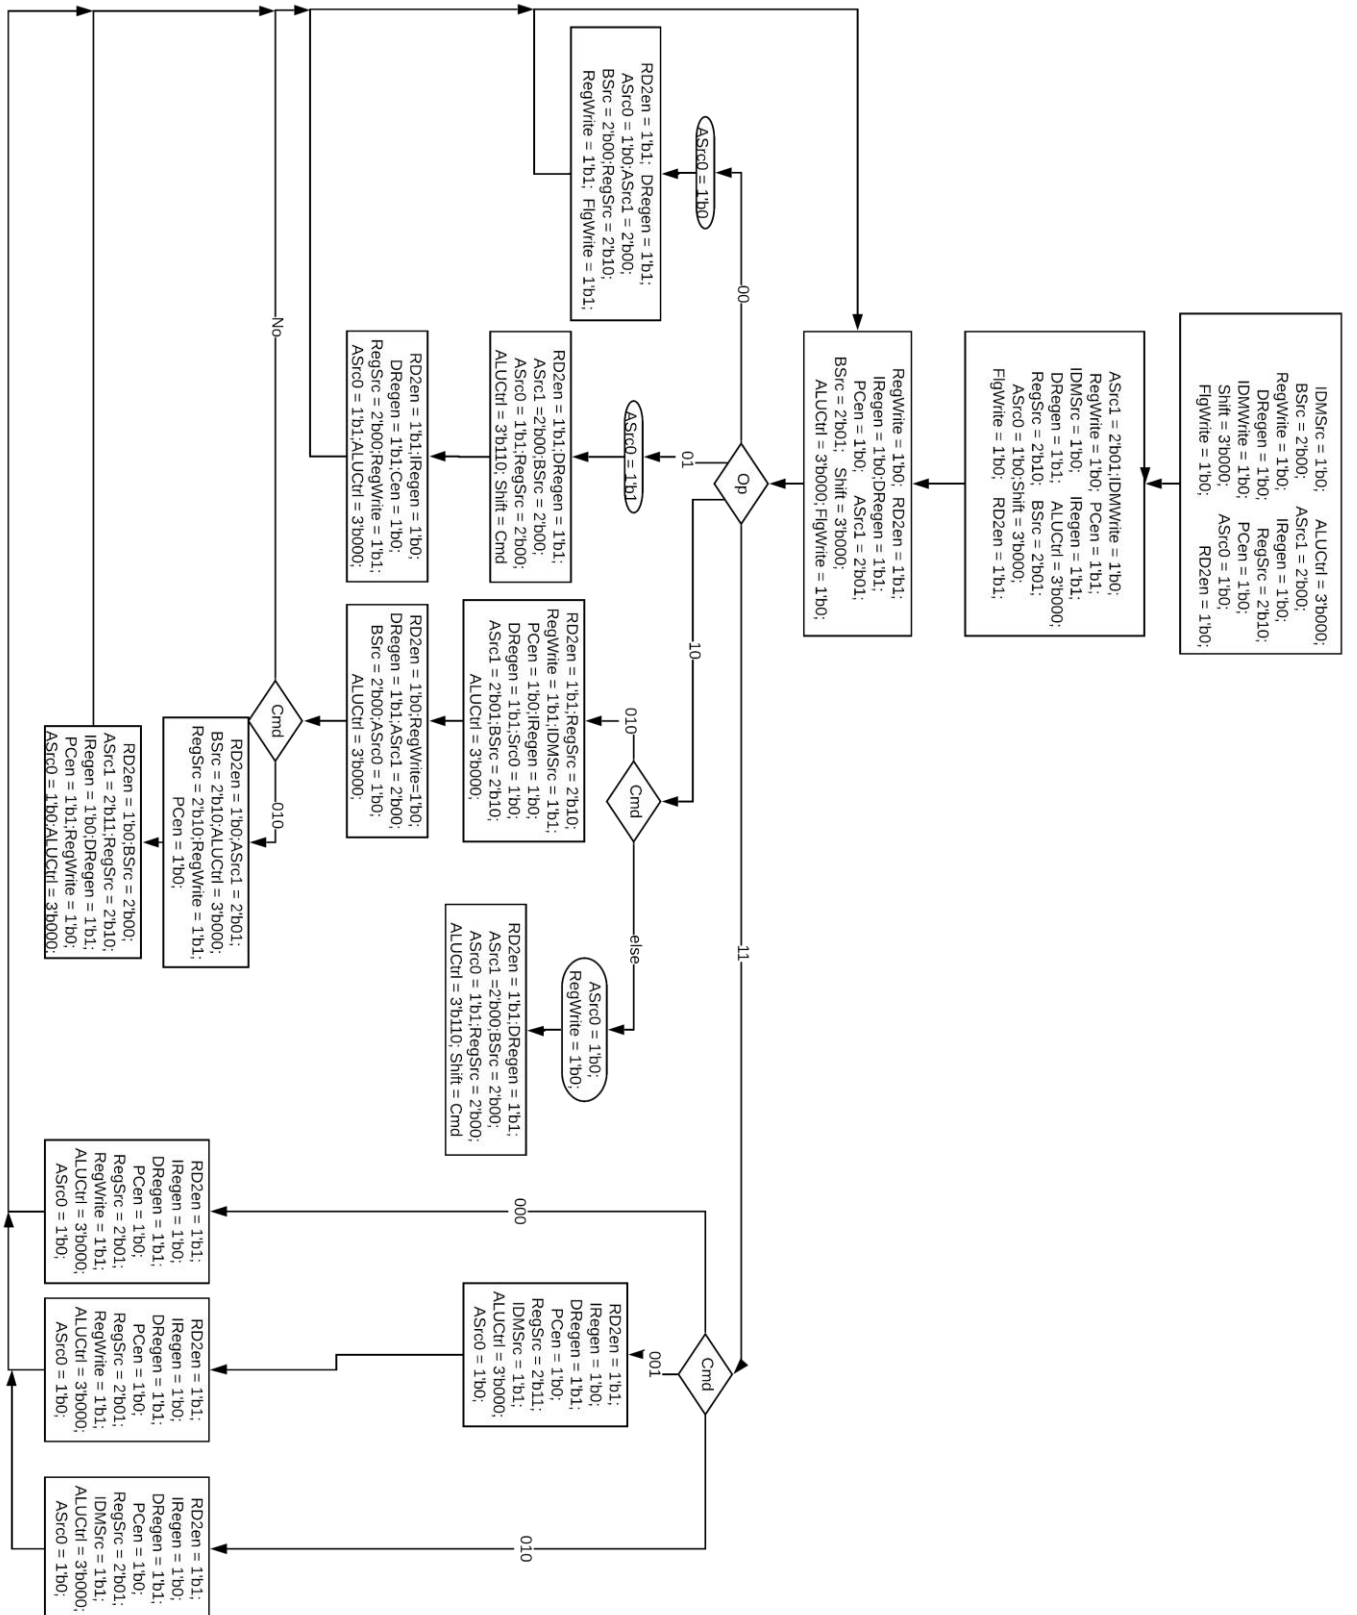 IDMSrc = 1'b0; ALUCtrl = 3'b000;
BSrc = 2'b00; ASrc1 = 2'b00;
RegWrite = 1'b0; IRegen = 1'b0;
DRegen = 1'b0; RegSrc = 2'b10;
IDMWrite = 1'b0; PCen = 1'b0;
Shift = 3'b000; ASrc0 = 1'b0;
FlgWrite = 1'b0; RD2en = 1'b0;
ASrc1 = 2'b01;IDMWrite = 1'b0;
RegWrite = 1'b0; PCen = 1'b1;
IDMSrc = 1'b0; IRegen = 1'b1;
DRegen = 1'b1; ALUCtrl = 3'b000;
RegSrc = 2'b10; BSrc = 2'b01;
ASrc0 = 1'b0;Shift = 3'b000;
FlgWrite = 1'b0; RD2en = 1'b1;
RegWrite = 1'b0; RD2en = 1'b1;
IRegen = 1'b0;DRegen = 1'b1;
PCen = 1'b0; ASrc1 = 2'b01;
BSrc = 2'b01; Shift = 3'b000;
ALUCtrl = 3'b000;FlgWrite = 1'b0;
Op
00
01
10
11
ASrc0 = 1'b0
RD2en = 1'b1; DRegen = 1'b1;
ASrc0 = 1'b0;ASrc1 = 2'b00;
BSrc = 2'b00;RegSrc = 2'b10;
RegWrite = 1'b1; FlgWrite = 1'b1;
ASrc0 = 1'b1
RD2en = 1'b1;DRegen = 1'b1;
ASrc1 =2'b00;BSrc = 2'b00;
ASrc0 = 1'b1;RegSrc = 2'b00;
ALUCtrl = 3'b110; Shift = Cmd
RD2en = 1'b1;IRegen = 1'b0;
DRegen = 1'b1;Cen = 1'b0;
RegSrc = 2'b00;RegWrite = 1'b1;
ASrc0 = 1'b1;ALUCtrl = 3'b000;
Cmd
010
else
RD2en = 1'b1;RegSrc = 2'b10;
RegWrite = 1'b1;IDMSrc = 1'b1;
PCen = 1'b0;IRegen = 1'b0;
DRegen = 1'b1;Src0 = 1'b0;
ASrc1 = 2'b01;BSrc = 2'b10;
ALUCtrl = 3'b000;
RD2en = 1'b0;RegWrite=1'b0;
DRegen = 1'b1;ASrc1 = 2'b00;
BSrc = 2'b00;ASrc0 = 1'b0;
ALUCtrl = 3'b000;
Cmd
No
010
RD2en = 1'b0;ASrc1 = 2'b01;
BSrc = 2'b10;ALUCtrl = 3'b000;
RegSrc = 2'b10;RegWrite = 1'b1;
PCen = 1'b0;
RD2en = 1'b0;BSrc = 2'b00;
ASrc1 = 2'b11;RegSrc = 2'b10;
IRegen = 1'b0;DRegen = 1'b1;
PCen = 1'b1;RegWrite = 1'b0;
ASrc0 = 1'b0;ALUCtrl = 3'b000;
ASrc0 = 1'b0;
RegWrite = 1'b0;
RD2en = 1'b1;DRegen = 1'b1;
ASrc1 =2'b00;BSrc = 2'b00;
ASrc0 = 1'b1;RegSrc = 2'b00;
ALUCtrl = 3'b110; Shift = Cmd
Cmd
000
001
010
RD2en = 1'b1;
IRegen = 1'b0;
DRegen = 1'b1;
PCen = 1'b0;
RegSrc = 2'b11;
IDMSrc = 1'b1;
ALUCtrl = 3'b000;
ASrc0 = 1'b0;
RD2en = 1'b1;
IRegen = 1'b0;
DRegen = 1'b1;
PCen = 1'b0;
RegSrc = 2'b01;
RegWrite = 1'b1;
ALUCtrl = 3'b000;
ASrc0 = 1'b0;
RD2en = 1'b1;
IRegen = 1'b0;
DRegen = 1'b1;
PCen = 1'b0;
RegSrc = 2'b01;
RegWrite = 1'b1;
ALUCtrl = 3'b000;
ASrc0 = 1'b0;
RD2en = 1'b1;
IRegen = 1'b0;
DRegen = 1'b1;
PCen = 1'b0;
RegSrc = 2'b01;
IDMSrc = 1'b1;
ALUCtrl = 3'b000;
ASrc0 = 1'b0;